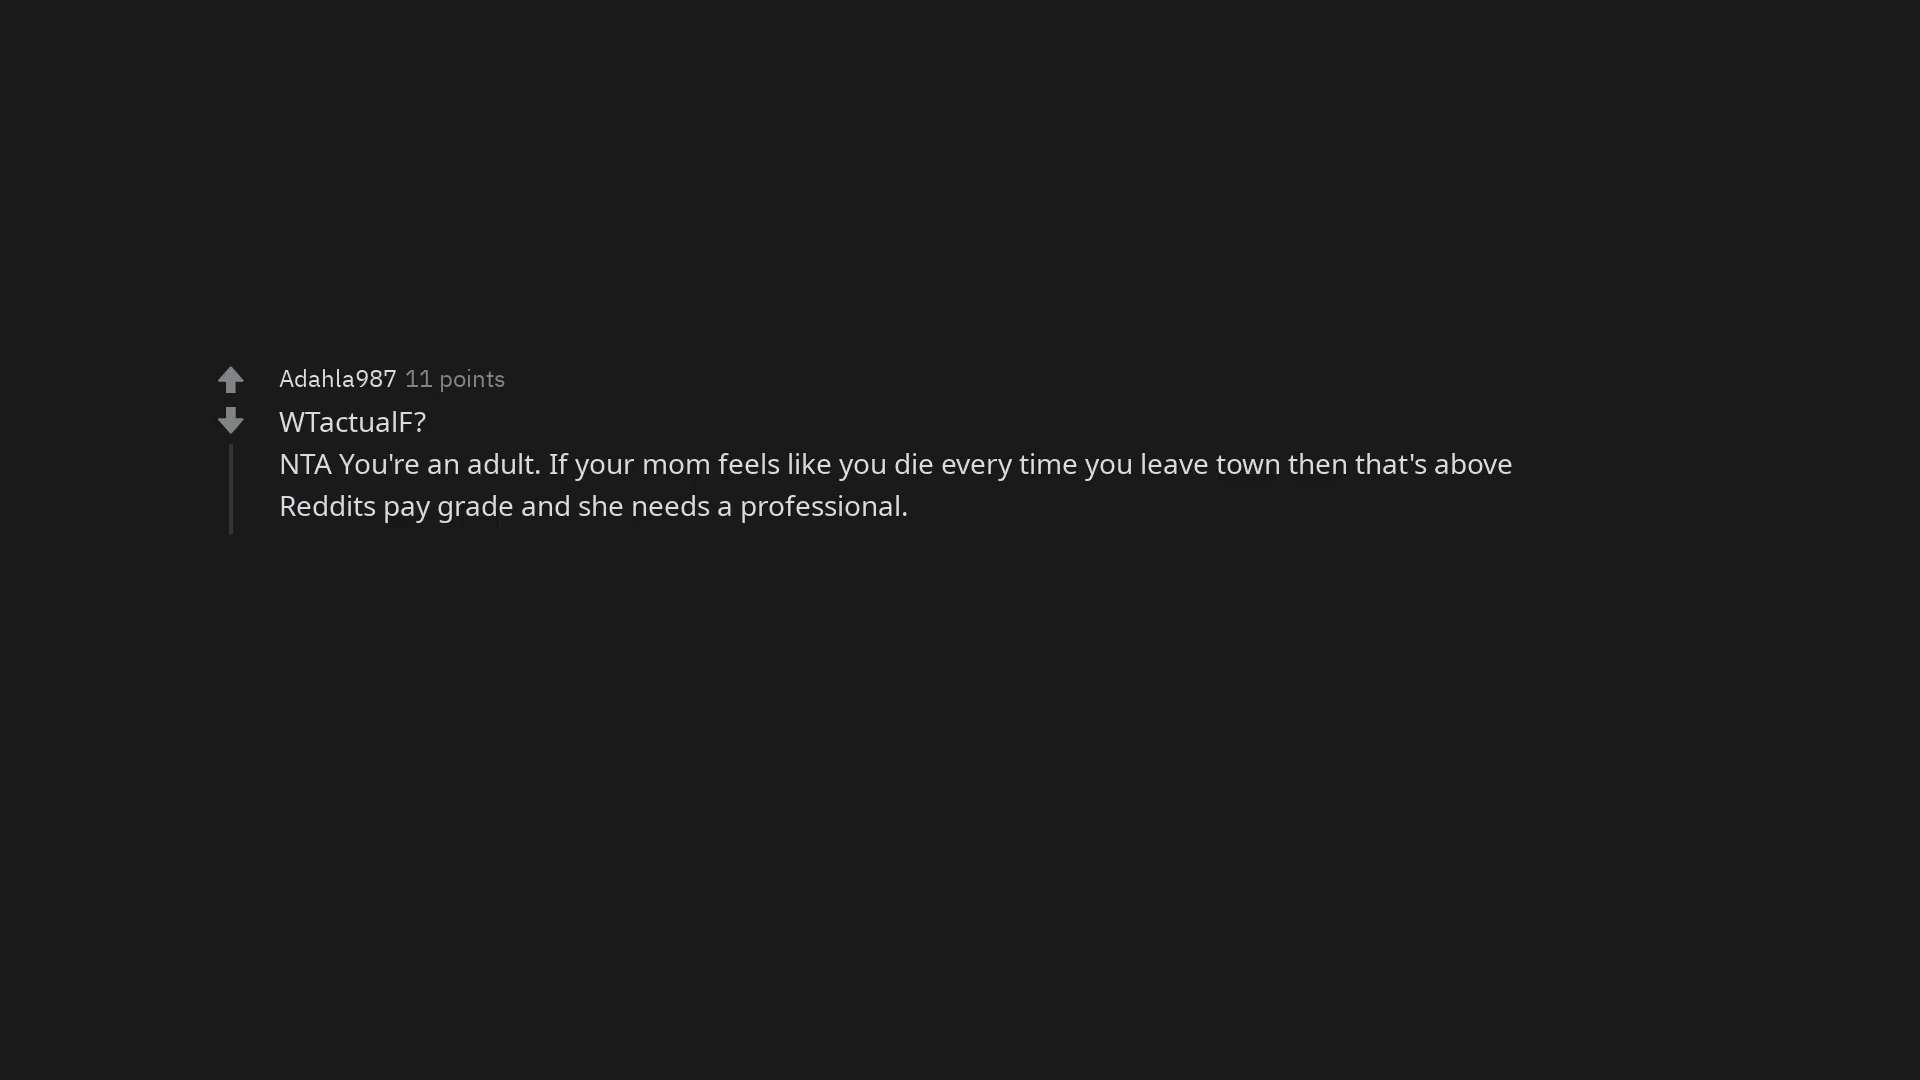 Adahla987 11 points
WTactualF?
NTA You're an adult. If your mom feels like you die every time you leave town then that's above
Reddits pay grade and she needs a professional.